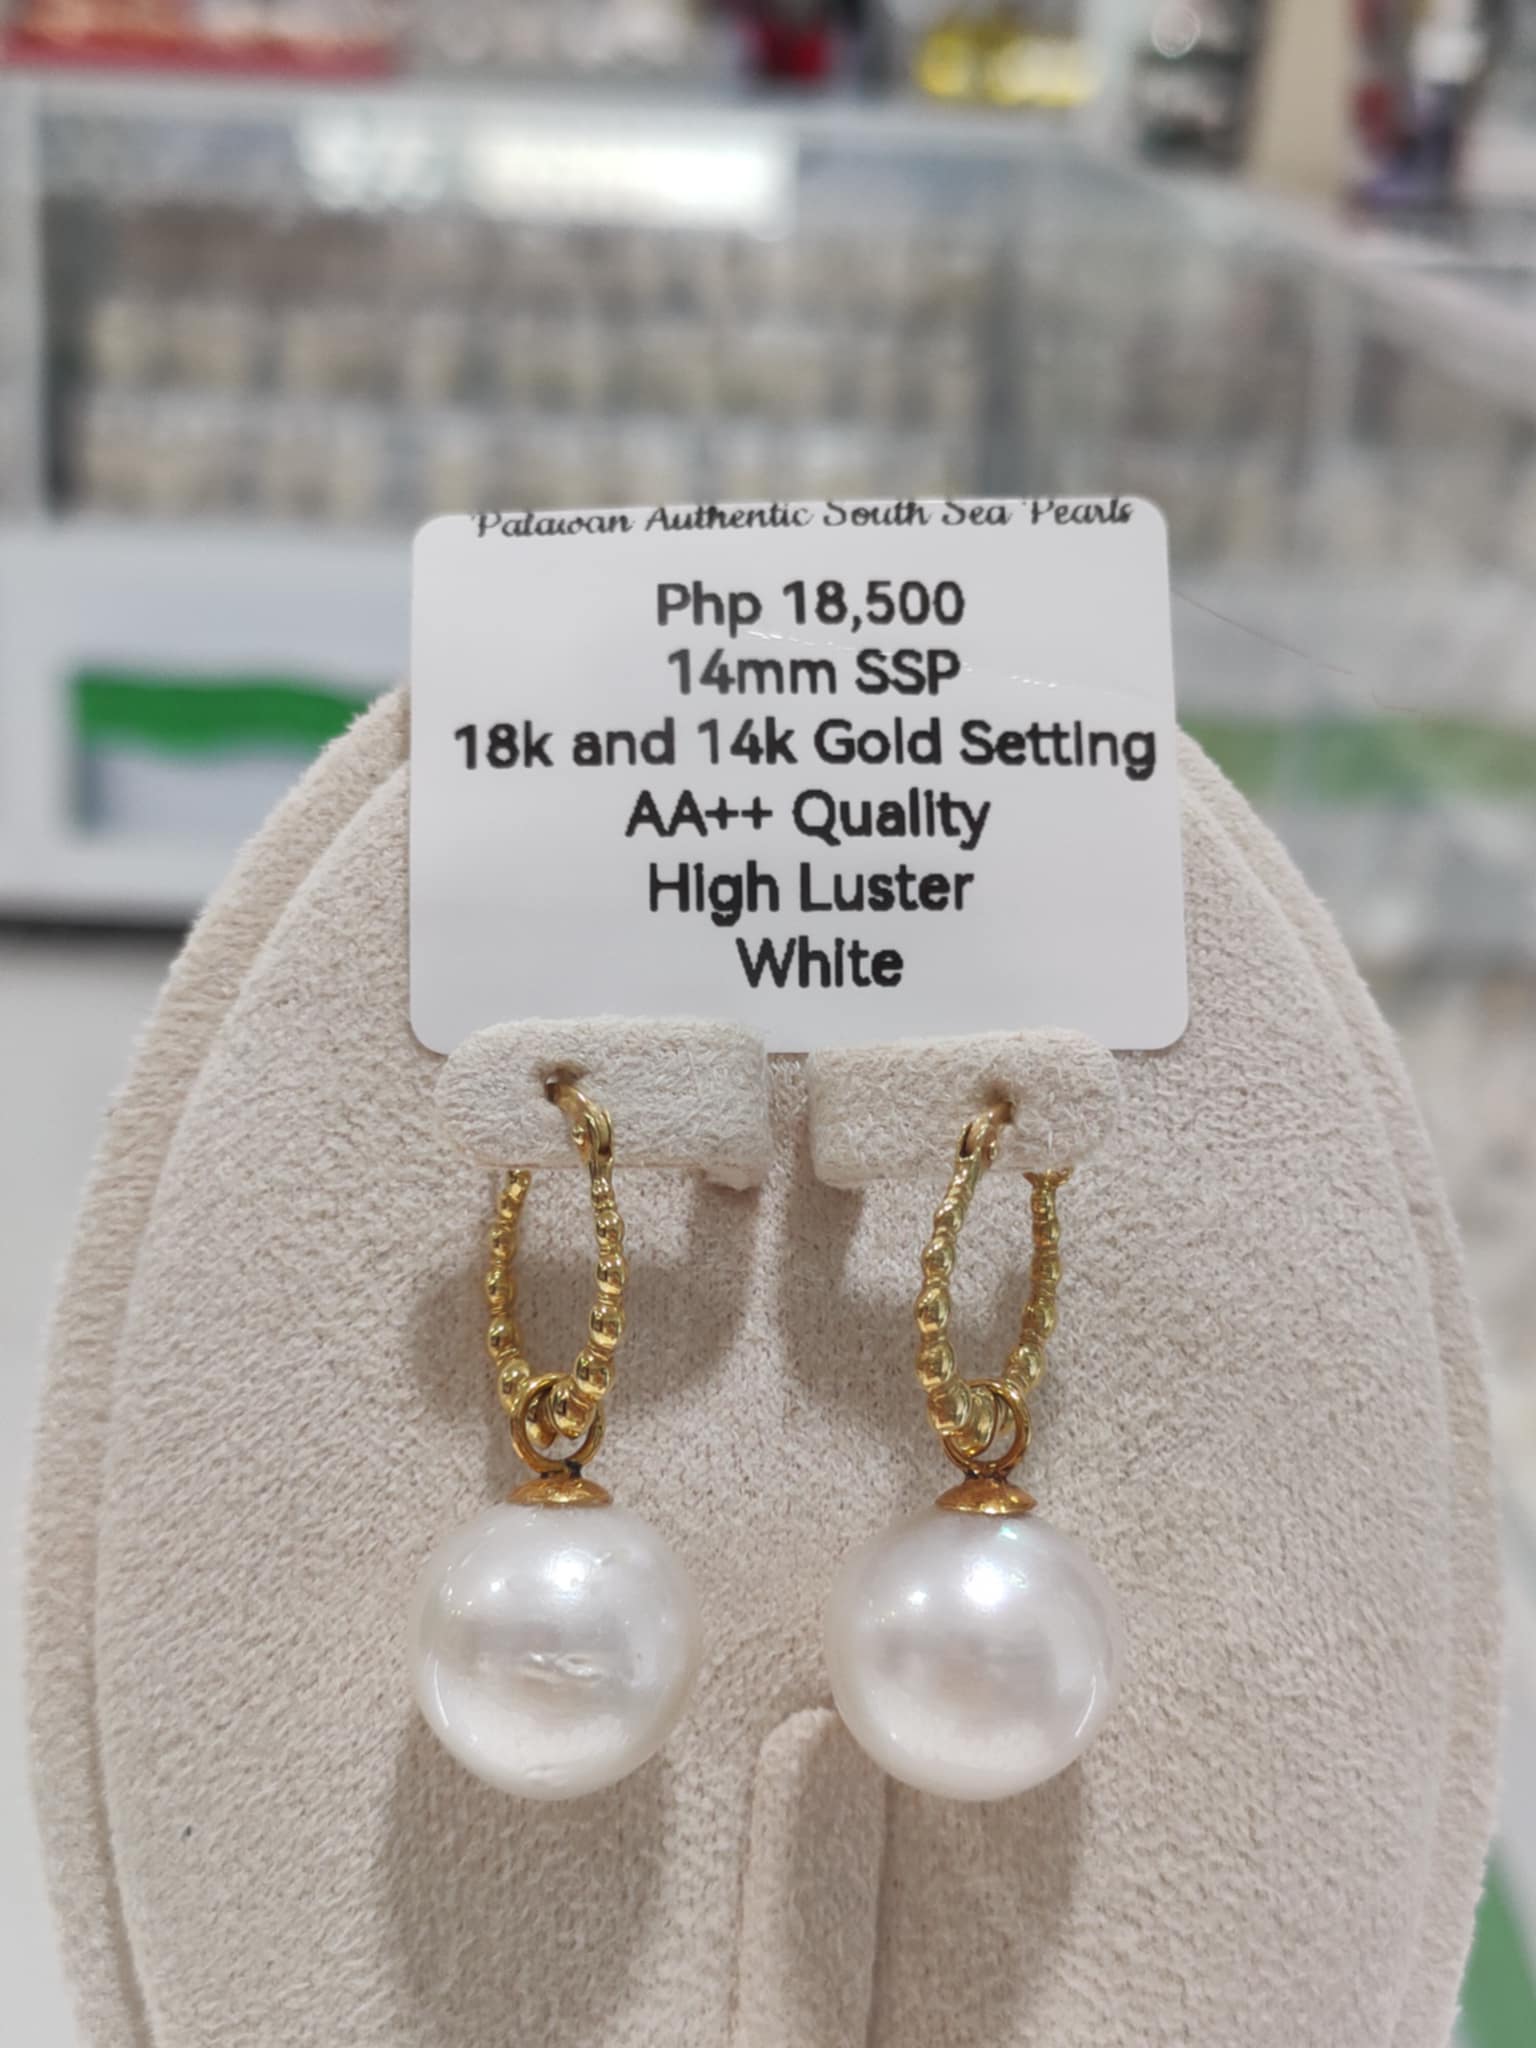 Palawan Authentic South Sea Pearls
Php 18,500
14mm SSP
18k and 14k Gold Setting
AA++ Quality
High Luster
White